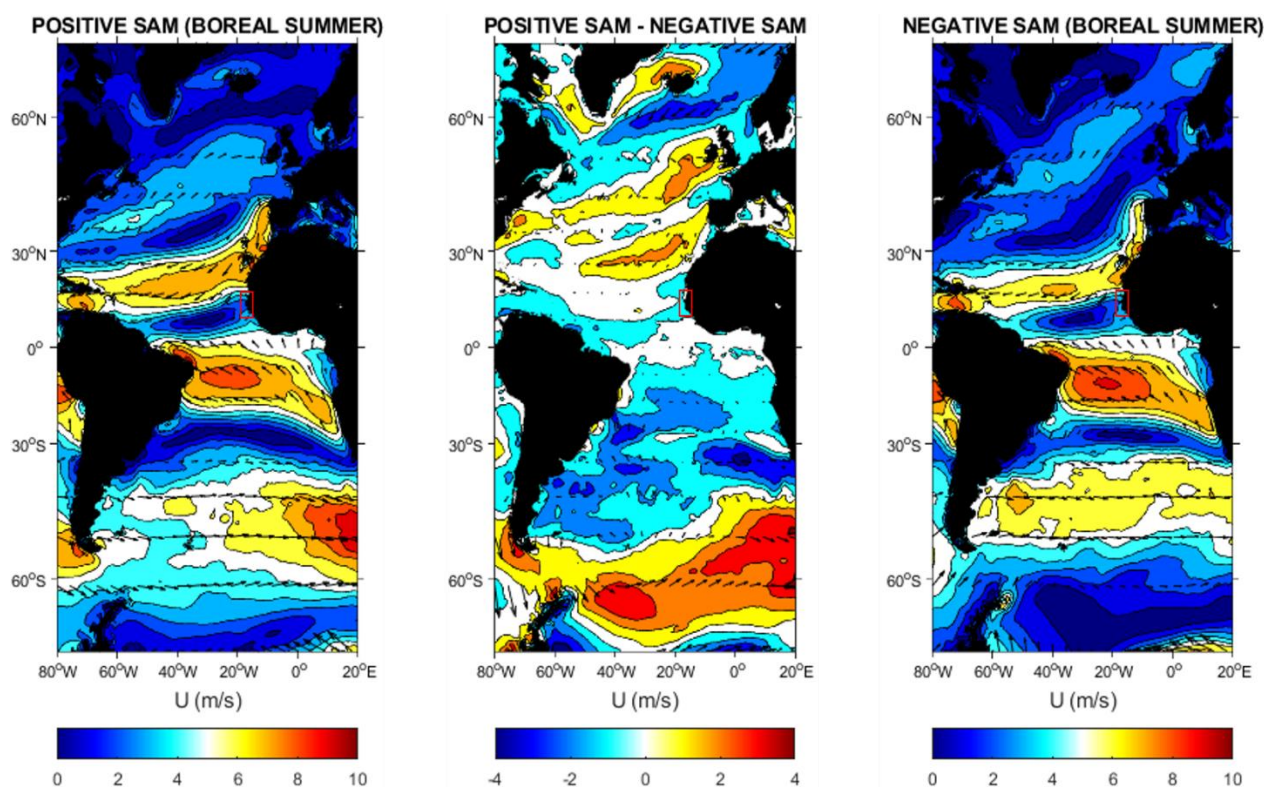 POSITIVE SAM (BOREAL SUMMER)
60°N
30°N
0°
30°S
60°S
80°W 60°W 40°W 20°W 0° 20°E
U (m/s)
0 2 4 6 8 10
POSITIVE SAM - NEGATIVE SAM
60°N
30°N
0°
30°S
60°S
80°W 60°W 40°W 20°W 0° 20°E
U (m/s)
-4 -2 0 2 4
NEGATIVE SAM (BOREAL SUMMER)
60°N
30°N
0°
30°S
60°S
80°W 60°W 40°W 20°W 0° 20°E
U (m/s)
0 2 4 6 8 10